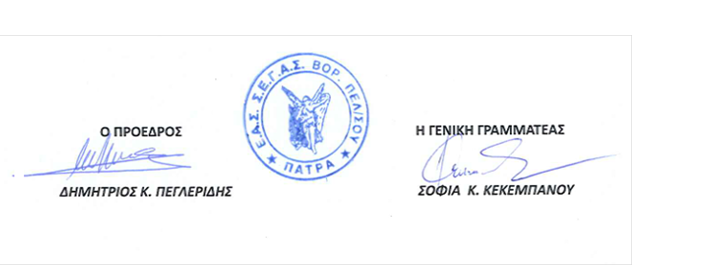 Ο ΠΡΟΕΔΡΟΣ
ΔΗΜΗΤΡΙΟΣ Κ. ΠΕΓΛΕΡΙΔΗΣ
Ε.Α.Σ. Σ.Ε.Γ.Α.Σ. ΒΟΡ. ΠΕΛ/ΣΟΥ
★ ΠΑΤΡΑ ★
Η ΓΕΝΙΚΗ ΓΡΑΜΜΑΤΕΑΣ
ΣΟΦΙΑ Κ. ΚΕΚΕΜΠΑΝΟΥ